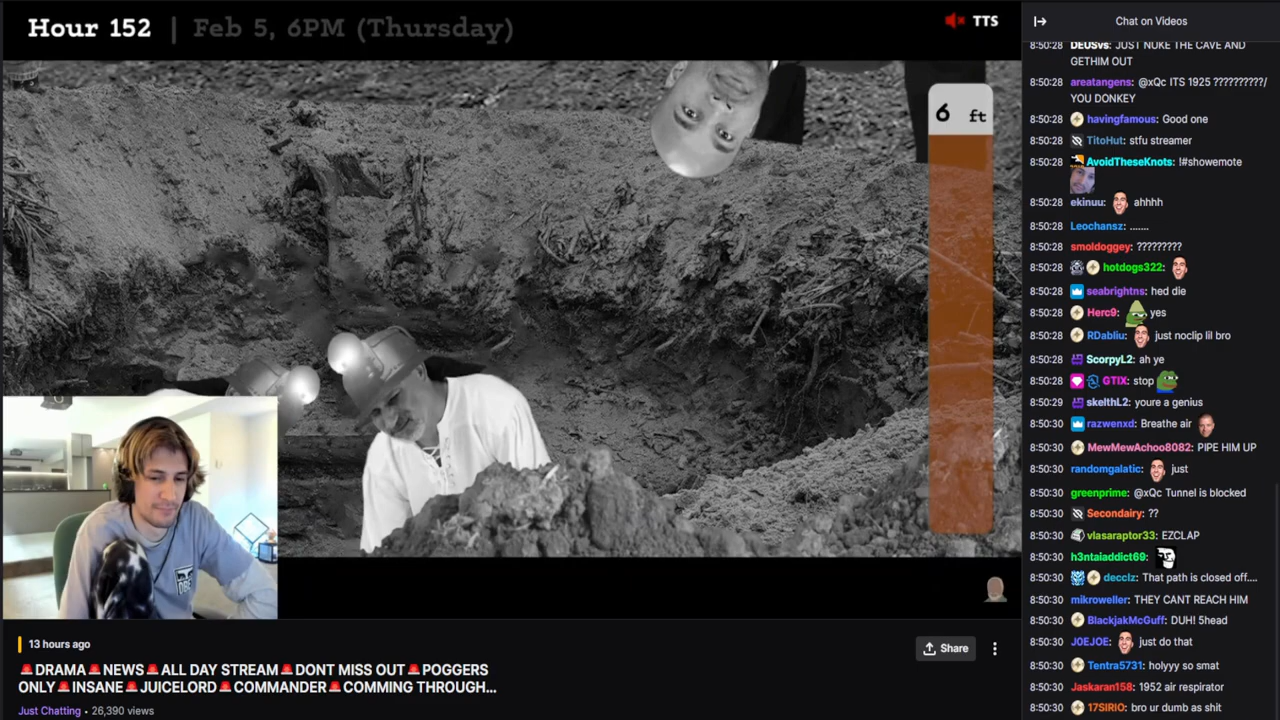 Hour 152 | Feb 5, 6PM (Thursday)
TTS
6 ft
OBEY
13 hours ago
Share
🚨DRAMA🚨NEWS🚨ALL DAY STREAM🚨DONT MISS OUT🚨POGGERS
ONLY🚨INSANE🚨JUICELORD🚨COMMANDER🚨COMMING THROUGH...
Just Chatting • 26,390 views
Chat on Videos
8:50:28 DEUSvs: JUST NUKE THE CAVE AND
GETHIM OUT
8:50:28 areatangens: @xQc ITS 1925 ??????????/
YOU DONKEY
8:50:28 havingfamous: Good one
8:50:28 TitoHut: stfu streamer
8:50:28 AvoidTheseKnots: !#showemote
8:50:28 ekinuu: ahhhh
8:50:28 Leochansz: .......
8:50:28 smoldoggey: ?????????
8:50:28 hotdogs322:
8:50:28 seabrightns: hed die
8:50:28 Herc9: yes
8:50:28 RDabliu: just noclip lil bro
8:50:28 ScorpyL2: ah ye
8:50:28 GTIX: stop
8:50:29 skelthL2: youre a genius
8:50:30 razwenxd: Breathe air
8:50:30 MewMewAchoo8082: PIPE HIM UP
8:50:30 randomgalatic: just
8:50:30 greenprime: @xQc Tunnel is blocked
8:50:30 Secondairy: ??
8:50:30 vlasaraptor33: EZCLAP
8:50:30 h3ntaiaddict69:
8:50:30 decclz: That path is closed off....
8:50:30 mikroweller: THEY CANT REACH HIM
8:50:30 BlackjakMcGuff: DUH! 5head
8:50:30 J0EJOE: just do that
8:50:30 Tentra5731: holyyy so smat
8:50:30 Jaskaran158: 1952 air respirator
8:50:30 17SIRIO: bro ur dumb as shit